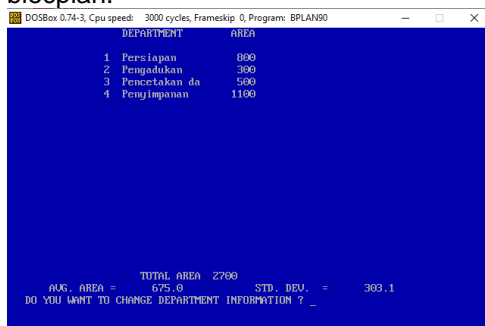 blocplan.
DOSBox 0.74-3, Cpu speed: 3000 cycles, Frameskip 0, Program: BPLAN90
DEPARTMENT AREA
1 Persiapan 800
2 Pengadukan 300
3 Pencetakan da 500
4 Penyimpanan 1100
TOTAL AREA 2700
AVG. AREA = 675.0 STD. DEV. = 303.1
DO YOU WANT TO CHANGE DEPARTMENT INFORMATION ? _